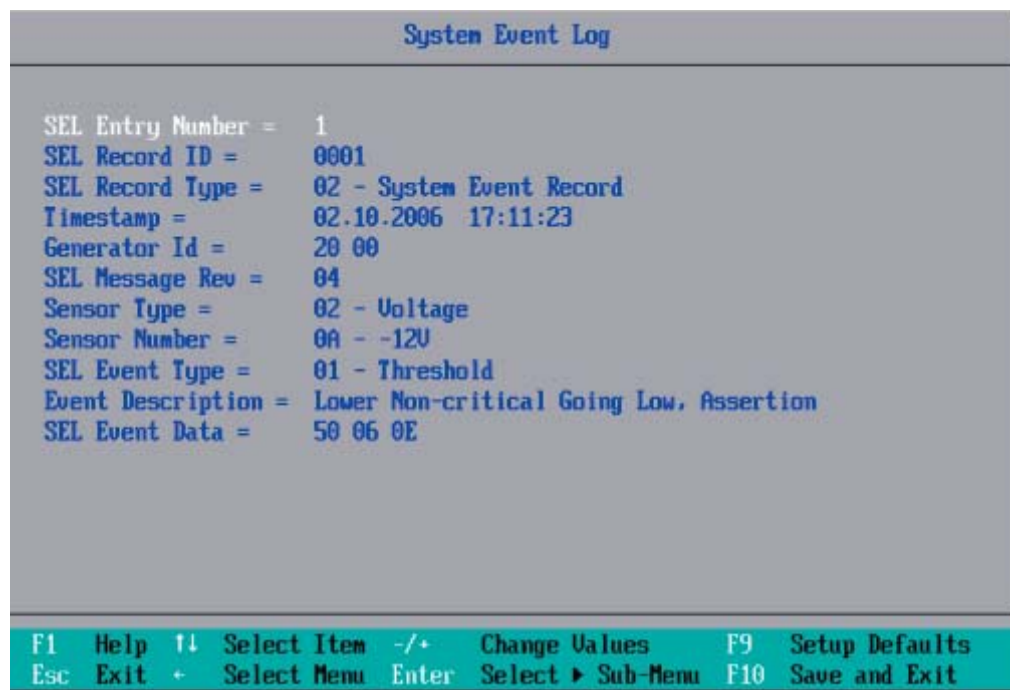 System Event Log
SEL Entry Number = 1
SEL Record ID = 0001
SEL Record Type = 02 - System Event Record
Timestamp = 02.10.2006 17:11:23
Generator Id = 20 00
SEL Message Rev = 04
Sensor Type = 02 - Voltage
Sensor Number = 0A - -12V
SEL Event Type = 01 - Threshold
Event Description = Lower Non-critical Going Low, Assertion
SEL Event Data = 50 06 0E
F1 Help ↑↓ Select Item -/+ Change Values F9 Setup Defaults
Esc Exit ← Select Menu Enter Select ▶ Sub-Menu F10 Save and Exit